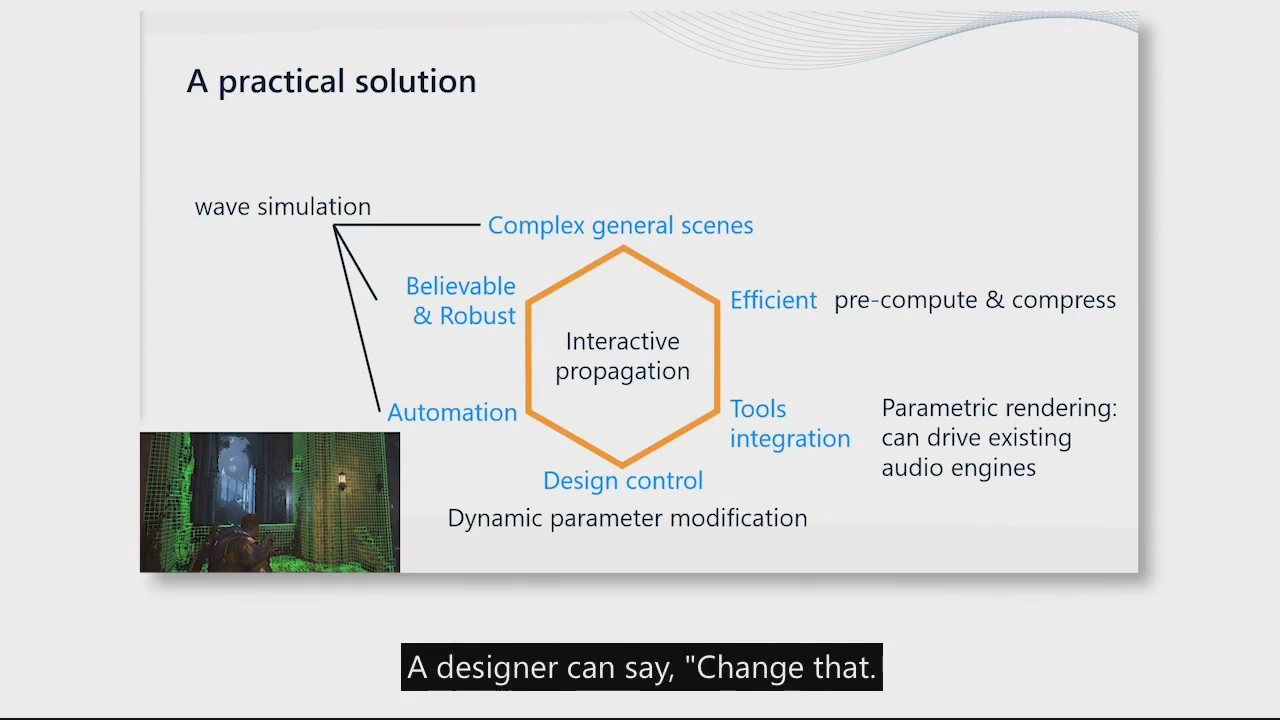 A practical solution
wave simulation
Complex general scenes
Believable
& Robust
Efficient
pre-compute & compress
Interactive
propagation
Automation
Tools
integration
Parametric rendering:
can drive existing
audio engines
Design control
Dynamic parameter modification
A designer can say, "Change that.